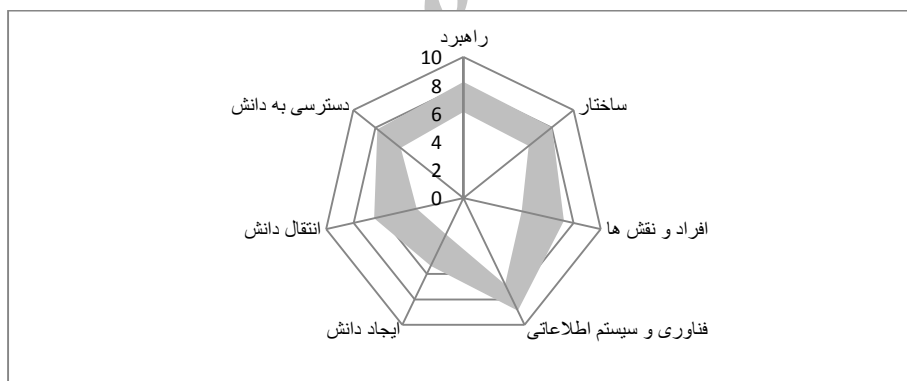 راهبرد
ساختار
افراد و نقش ها
فناوری و سیستم اطلاعاتی
ایجاد دانش
انتقال دانش
دسترسی به دانش
10
8
6
4
2
0